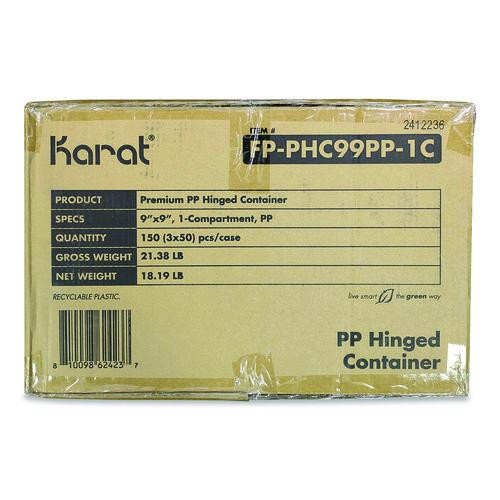 2412236
Karat®
ITEM #
FP-PHC99PP-1C
PRODUCT Premium PP Hinged Container
SPECS 9"x9", 1-Compartment, PP
QUANTITY 150 (3x50) pcs/case
GROSS WEIGHT 21.38 LB
NET WEIGHT 18.19 LB
RECYCLABLE PLASTIC.
live smart the green way
8 10098 62423 7
PP Hinged
Container